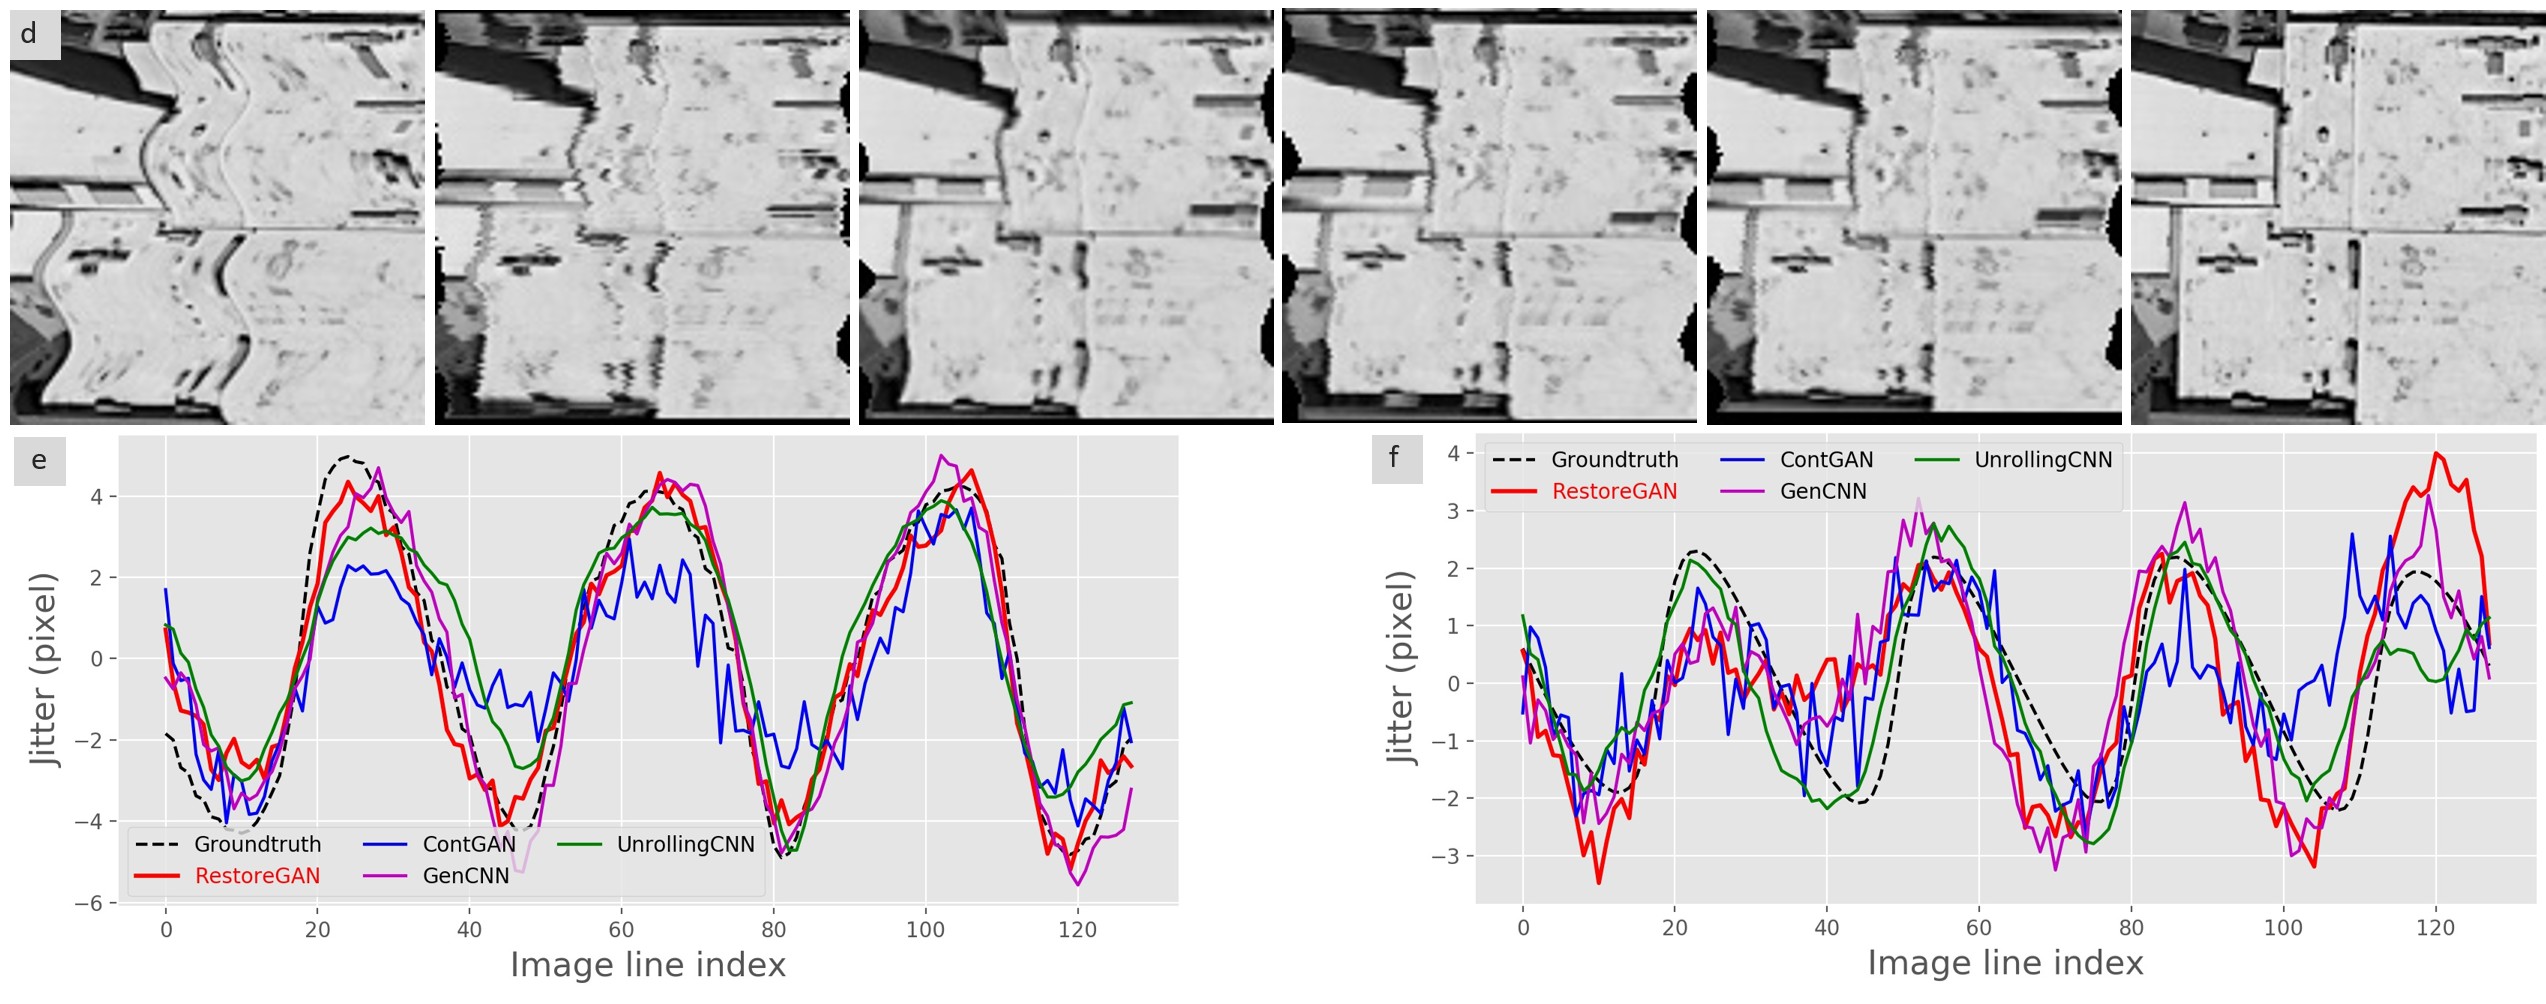 d
e
Jitter (pixel)
4
2
0
−2
−4
−6
Groundtruth
RestoreGAN
ContGAN
GenCNN
UnrollingCNN
0 20 40 60 80 100 120
Image line index
f
Jitter (pixel)
4
3
2
1
0
−1
−2
−3
Groundtruth
RestoreGAN
ContGAN
GenCNN
UnrollingCNN
0 20 40 60 80 100 120
Image line index